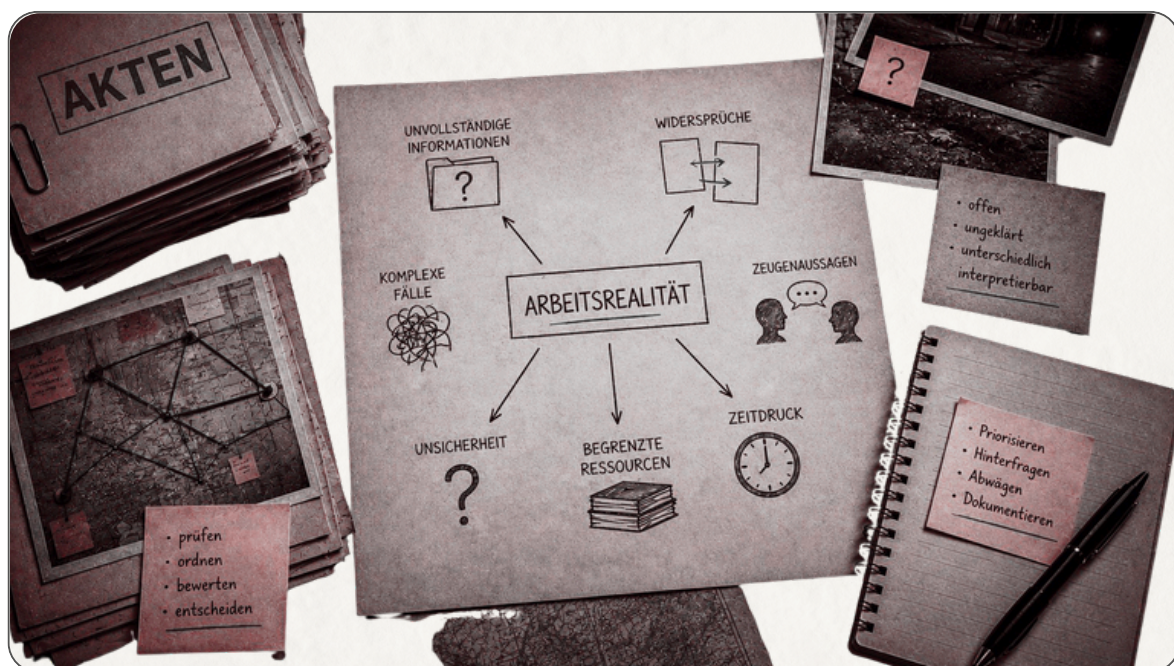 AKTEN
UNVOLLSTÄNDIGE
INFORMATIONEN
?
WIDERSPRÜCHE
?
• offen
• ungeklärt
• unterschiedlich
interpretierbar
KOMPLEXE
FÄLLE
ARBEITSREALITÄT
ZEUGENAUSSAGEN
UNSICHERHEIT
?
BEGRENZTE
RESSOURCEN
ZEITDRUCK
• Priorisieren
• Hinterfragen
• Abwägen
• Dokumentieren
• prüfen
• ordnen
• bewerten
• entscheiden